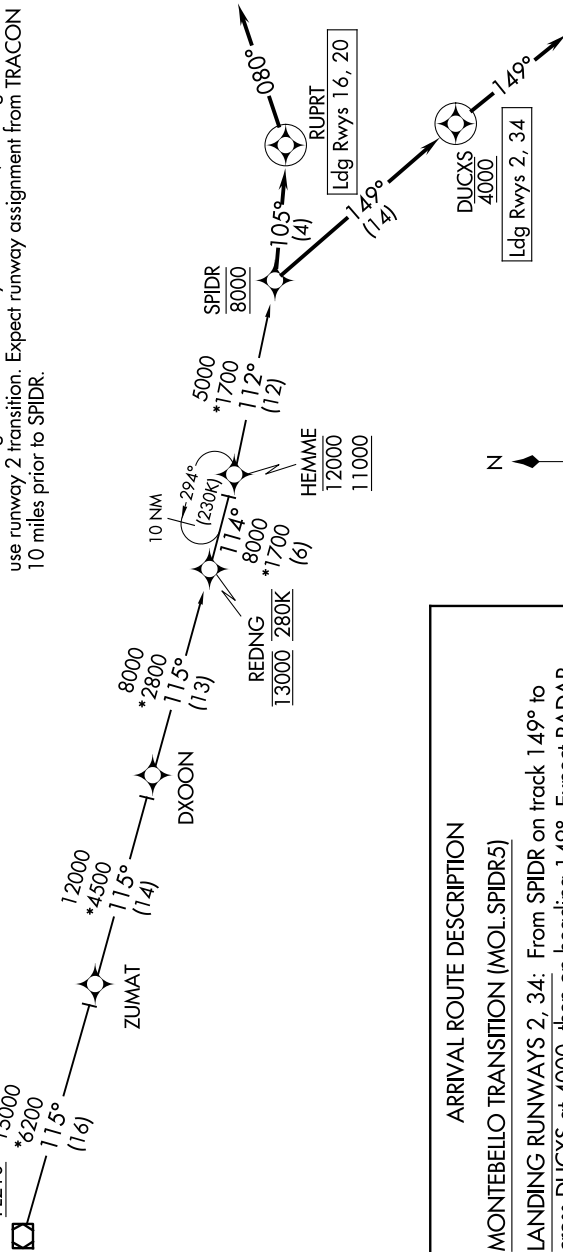 use runway 2 transition. Expect runway assignment from TRACON
10 miles prior to SPIDR.
15000
*6200
115°
(16)
ZUMAT
12000
*4500
115°
(14)
DXOON
8000
*2800
115°
(13)
REDNG
13000 280K
10 NM
294°
(230K)
114°
8000
*1700
(6)
HEMME
12000
11000
5000
*1700
112°
(12)
SPIDR
8000
105°
(4)
080°
RUPRT
Ldg Rwys 16, 20
149°
(14)
149°
DUCXS
4000
Ldg Rwys 2, 34
N
ARRIVAL ROUTE DESCRIPTION
MONTEBELLO TRANSITION (MOL.SPIDR5)
LANDING RUNWAYS 2, 34: From SPIDR on track 149° to
cross DUCXS at 4000, then on heading 149°. Expect RADAR